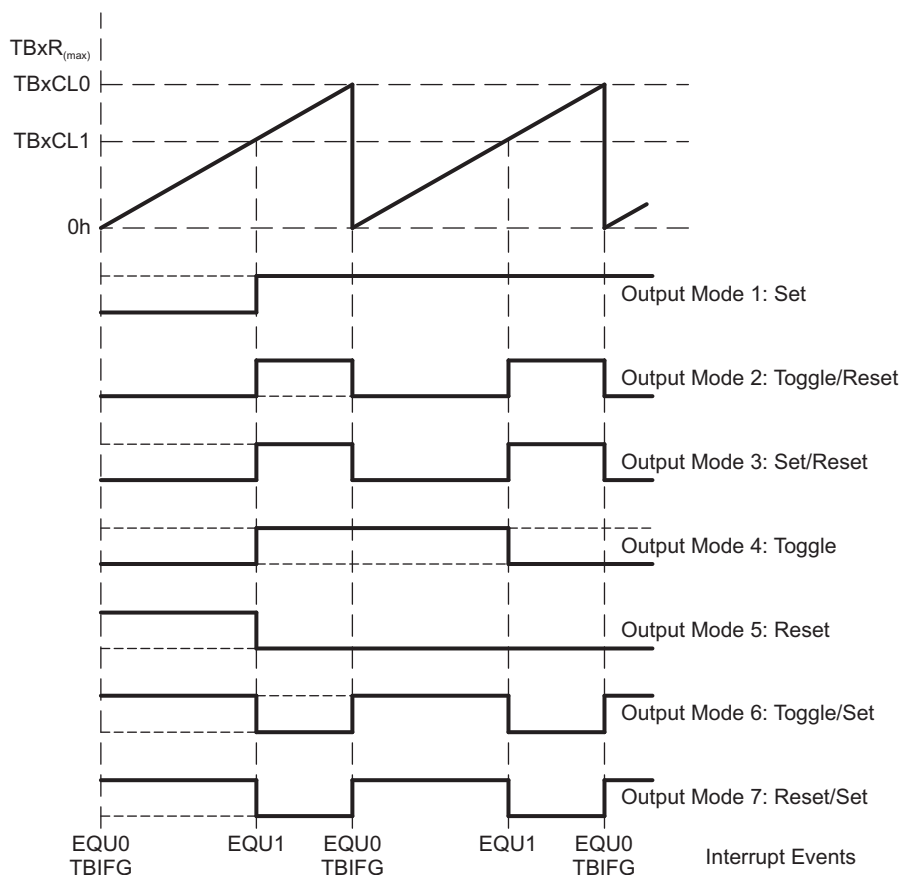 TBxR(max)
TBxCL0
TBxCL1
0h
Output Mode 1: Set
Output Mode 2: Toggle/Reset
Output Mode 3: Set/Reset
Output Mode 4: Toggle
Output Mode 5: Reset
Output Mode 6: Toggle/Set
Output Mode 7: Reset/Set
EQU0 EQU1 EQU0 EQU1 EQU0
TBIFG TBIFG TBIFG
Interrupt Events